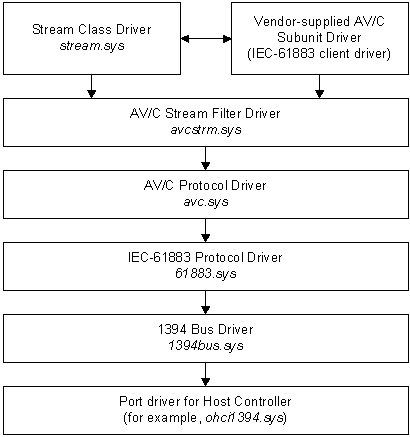 Stream Class Driver
stream.sys
Vendor-supplied AV/C
Subunit Driver
(IEC-61883 client driver)
AV/C Stream Filter Driver
avcstrm.sys
AV/C Protocol Driver
avc.sys
IEC-61883 Protocol Driver
61883.sys
1394 Bus Driver
1394bus.sys
Port driver for Host Controller
(for example, ohci1394.sys)